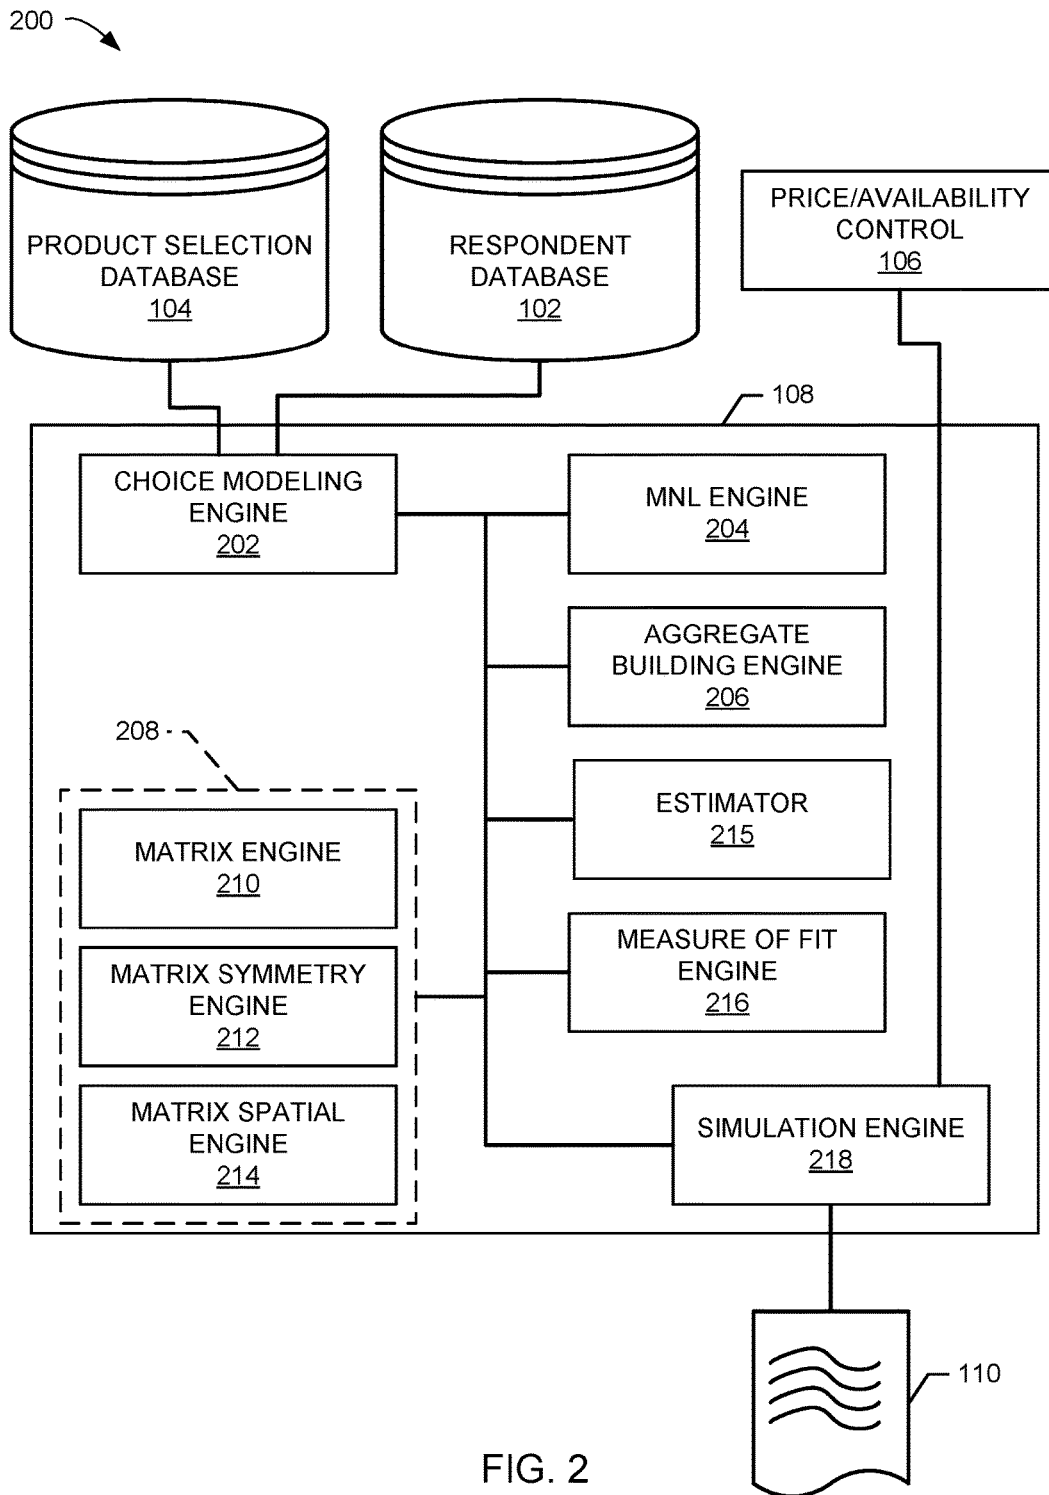 200
PRODUCT SELECTION
DATABASE
104
RESPONDENT
DATABASE
102
PRICE/AVAILABILITY
CONTROL
106
108
CHOICE MODELING
ENGINE
202
MNL ENGINE
204
AGGREGATE
BUILDING ENGINE
206
208
MATRIX ENGINE
210
ESTIMATOR
215
MATRIX SYMMETRY
ENGINE
212
MEASURE OF FIT
ENGINE
216
MATRIX SPATIAL
ENGINE
214
SIMULATION ENGINE
218
110
FIG. 2